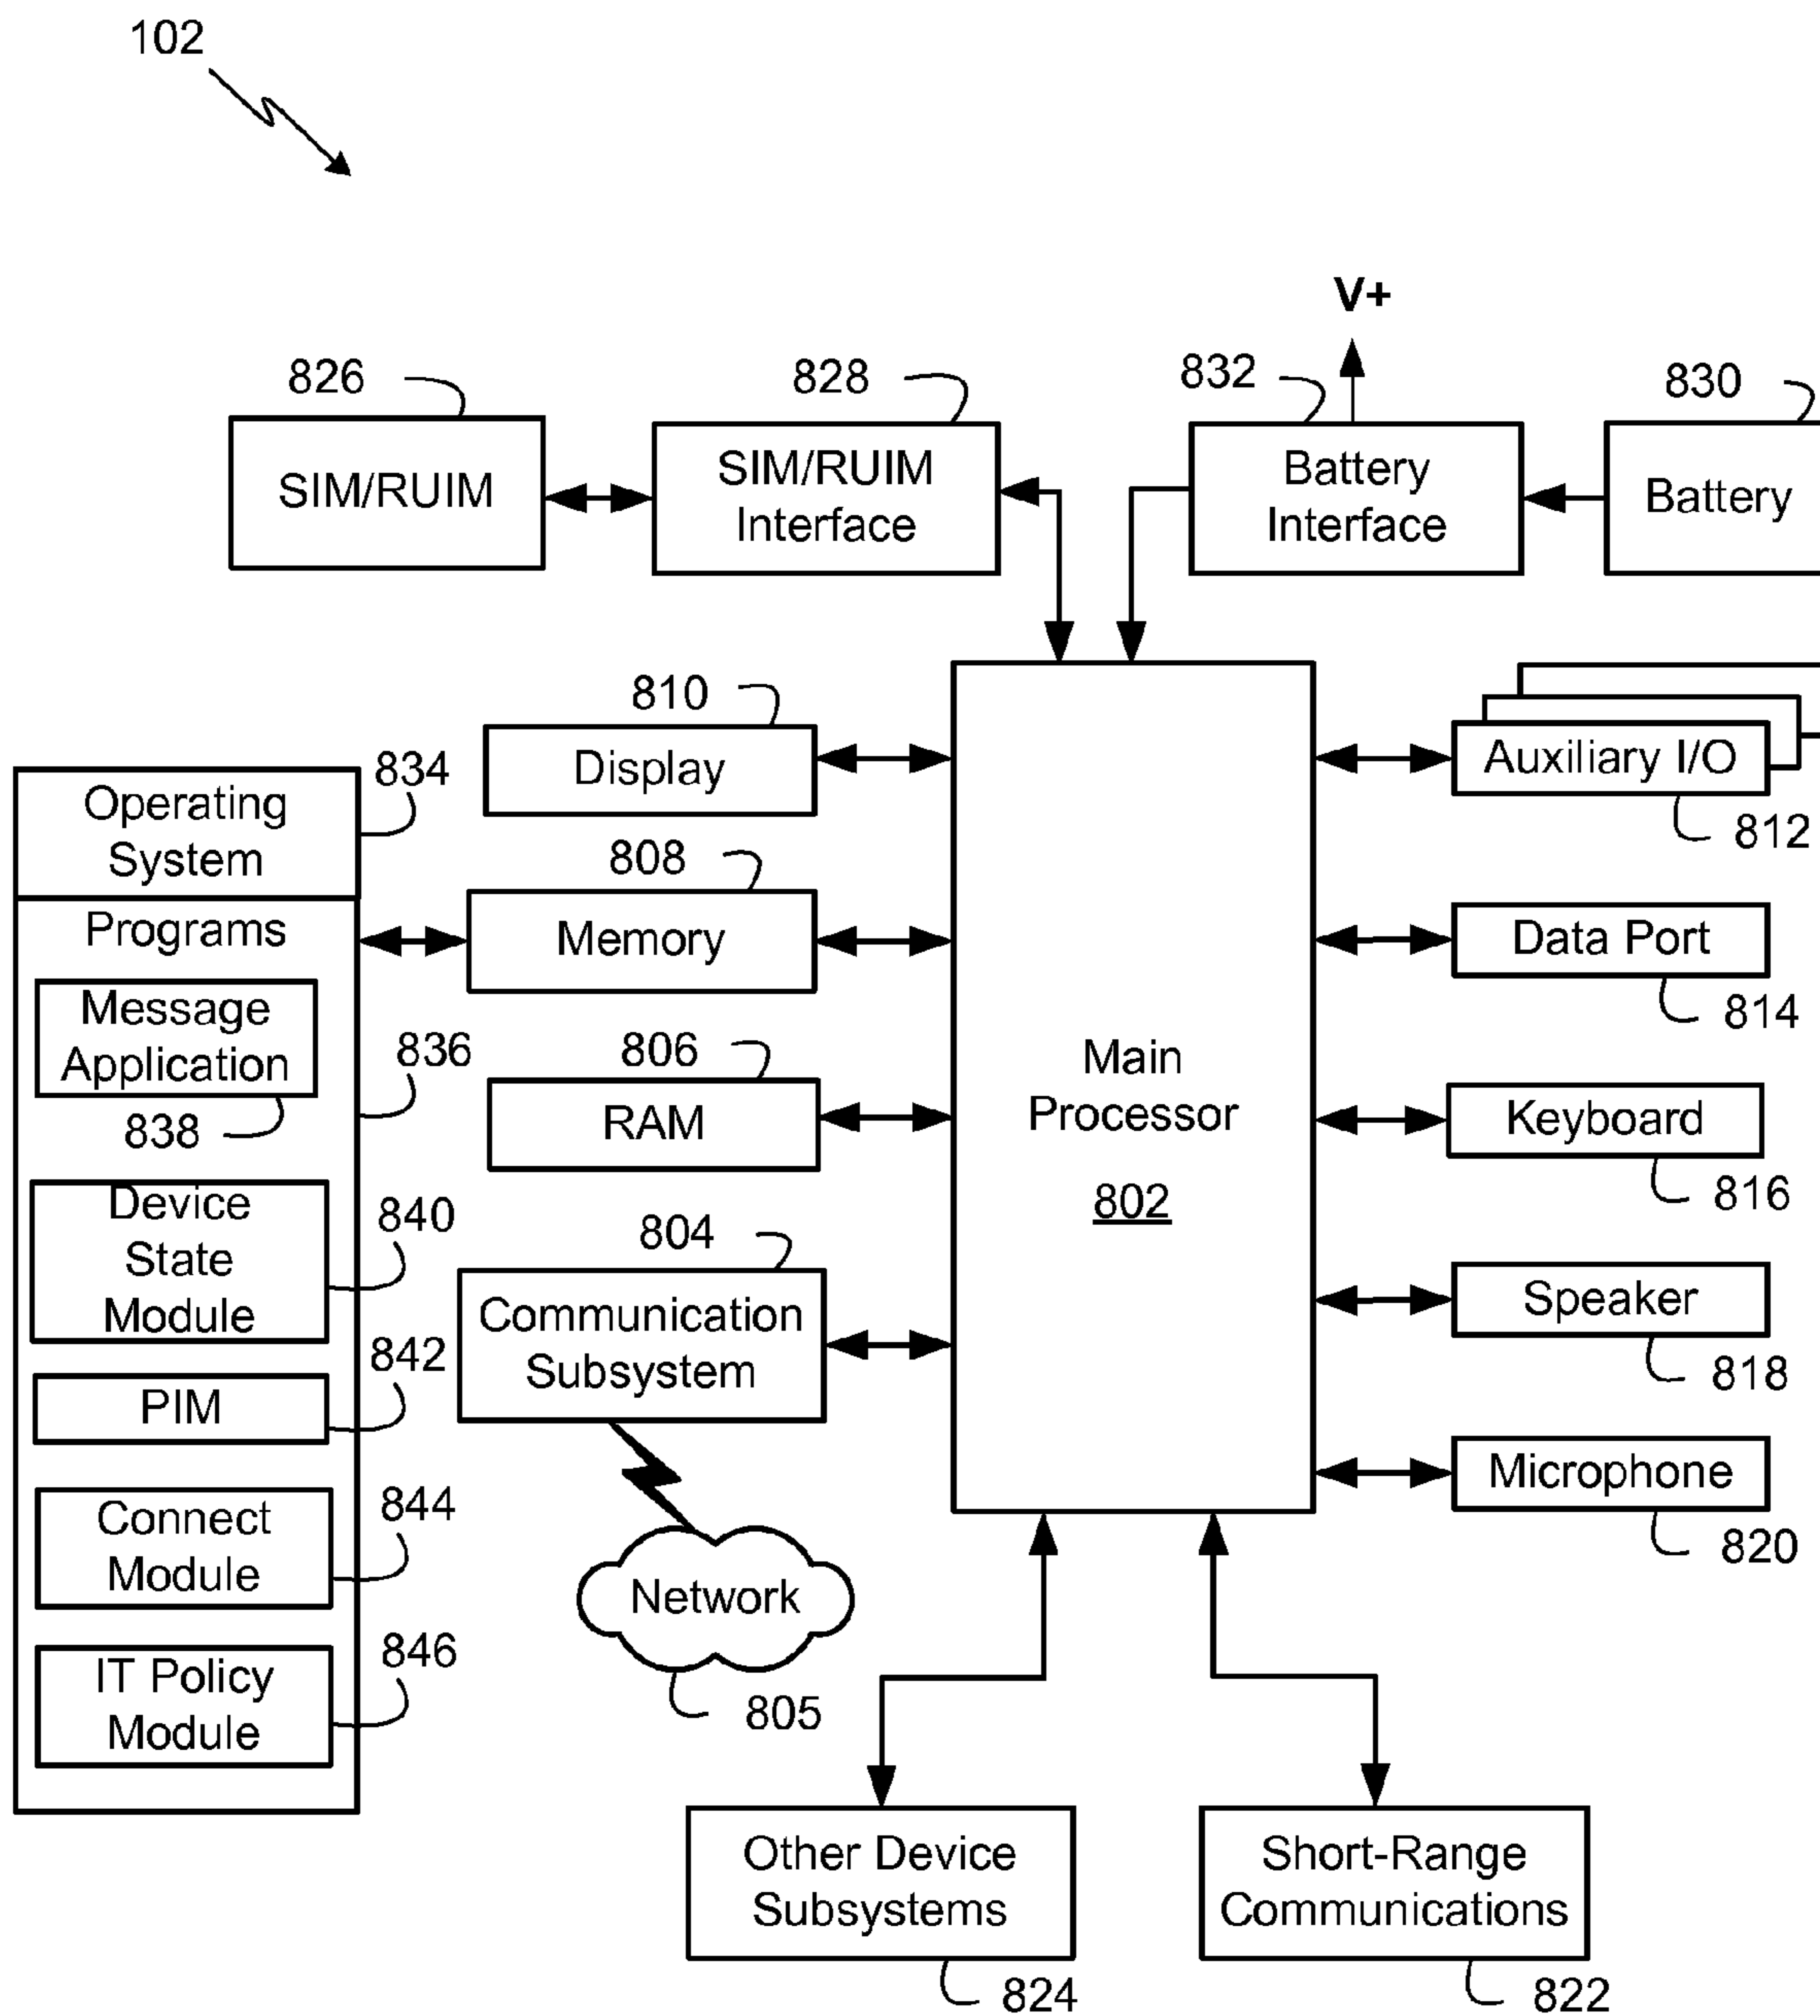 102
V+
826
828
832
830
SIM/RUIM
SIM/RUIM
Interface
Battery
Interface
Battery
810
Display
Auxiliary I/O
812
834
Operating
System
808
Memory
Programs
Data Port
814
Message
Application
838
836
806
RAM
Main
Processor
802
Keyboard
816
Device
State
Module
840
804
Communication
Subsystem
Speaker
818
842
PIM
Microphone
820
Connect
Module
844
Network
805
IT Policy
Module
846
Other Device
Subsystems
824
Short-Range
Communications
822